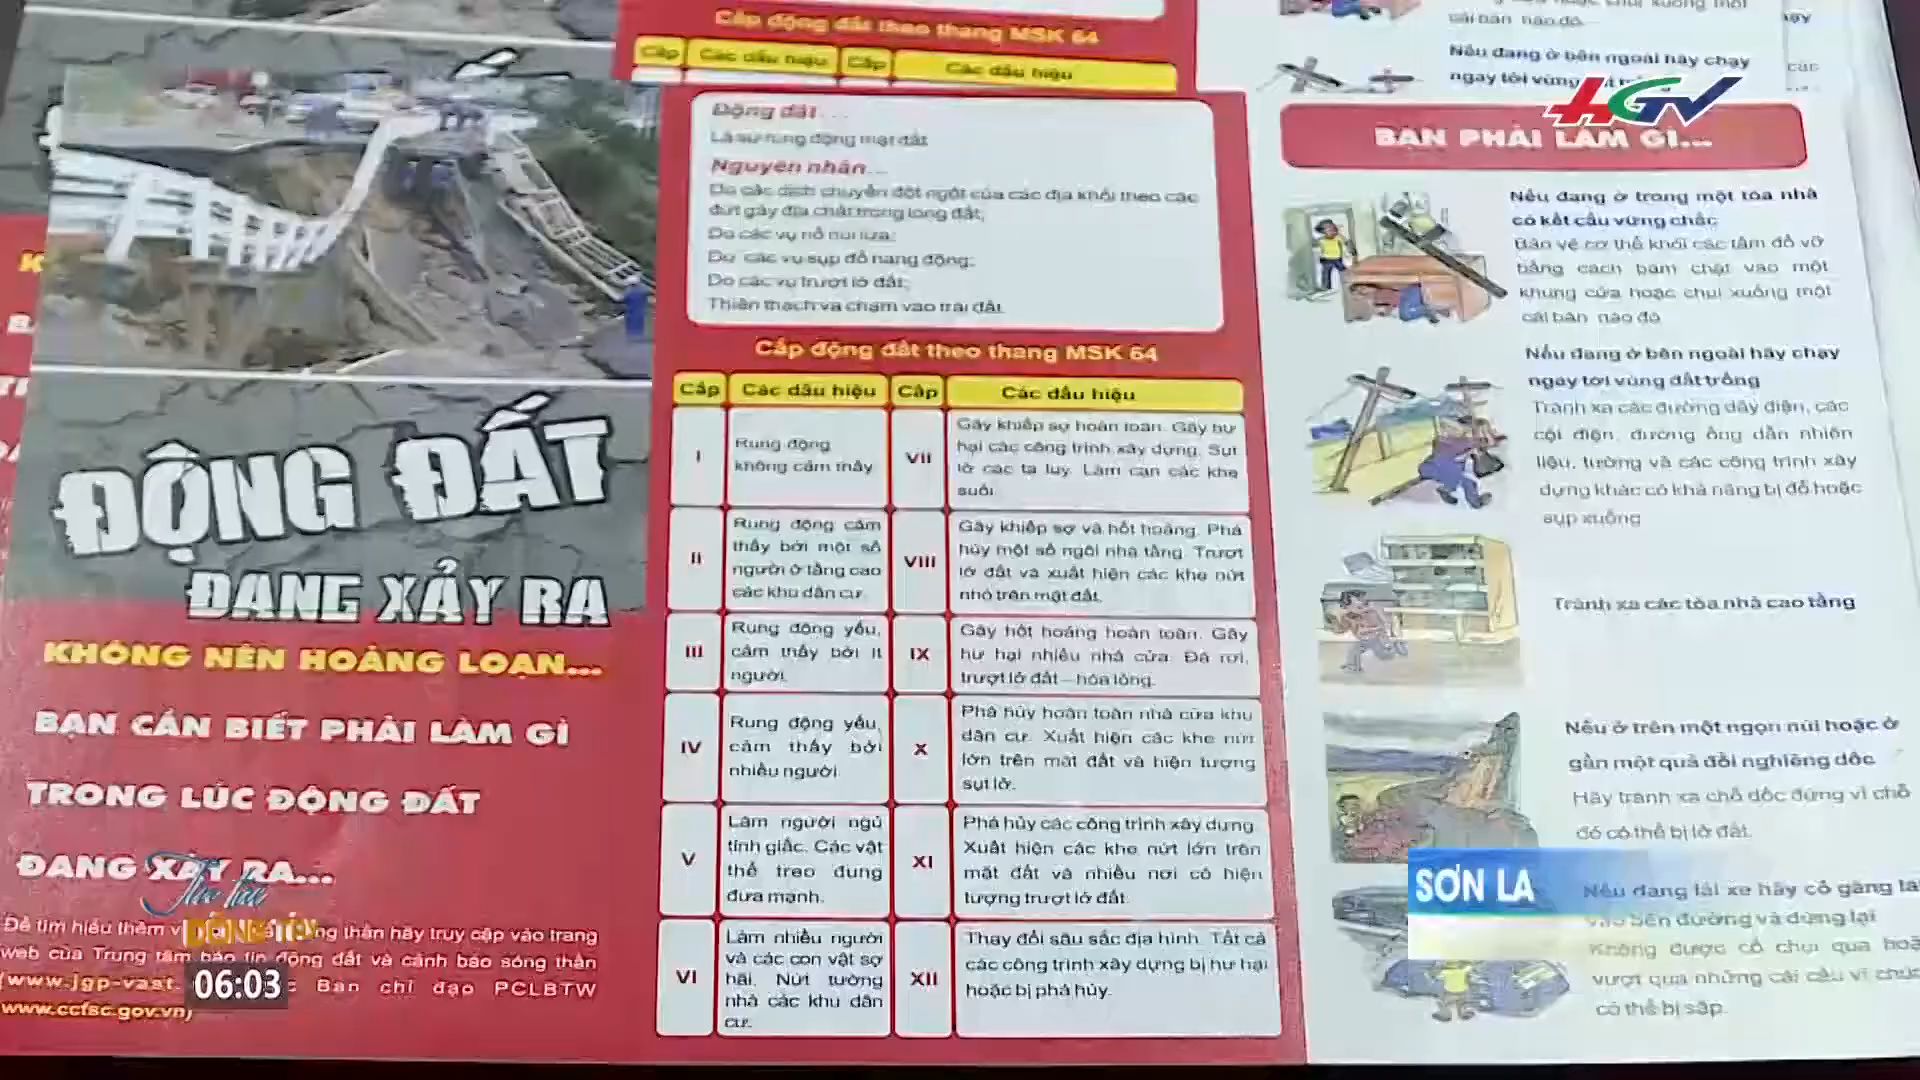 Cấp động đất theo thang MSK 64
Cấp Các dấu hiệu Cấp Các dấu hiệu
cái bàn nào đó.
Nếu đang ở bên ngoài hãy chạy
ngay tới vùng
HGV
ĐỘNG ĐẤT
ĐANG XẢY RA
KHÔNG NÊN HOẢNG LOẠN...
BẠN CẦN BIẾT PHẢI LÀM GÌ
TRONG LÚC ĐỘNG ĐẤT
ĐANG XẢY RA...
Để tìm hiểu thêm thần hãy truy cập vào trang
web của Trung tâm báo tin động đất và cảnh báo sóng thần
(www.igp-vast. Ban chỉ đạo PCLBTW
www.ccfsc.gov.vn)
Động đất...
Là sự rung động mặt đất
Nguyên nhân...
Do các dịch chuyển đột ngột của các địa khối theo các
đứt gãy địa chất trong lòng đất;
Do các vụ nổ núi lửa;
Do các vụ sụp đổ hang động;
Do các vụ trượt lở đất;
Thiên thạch va chạm vào trái đất.
Cấp động đất theo thang MSK 64
Cấp Các dấu hiệu Cấp Các dấu hiệu
I
Rung động
không cảm thấy
VII
Gây khiếp sợ hoàn toàn. Gây hư
hại các công trình xây dựng. Sụt
lở các ta luy. Làm cạn các khe
suối.
II
Rung động cảm
thấy bởi một số
người ở tầng cao
các khu dân cư.
VIII
Gây khiếp sợ và hốt hoảng. Phá
hủy một số ngôi nhà tầng. Trượt
lở đất và xuất hiện các khe nứt
nhỏ trên mặt đất.
III
Rung động yếu,
cảm thấy bởi ít
người.
IX
Gây hốt hoảng hoàn toàn. Gây
hư hại nhiều nhà cửa. Đá rơi,
trượt lở đất – hóa lỏng.
IV
Rung động yếu,
cảm thấy bởi
nhiều người
X
Phá hủy hoàn toàn nhà cửa khu
dân cư. Xuất hiện các khe nứt
lớn trên mặt đất và hiện tượng
sụt lở.
V
Làm người ngủ
tỉnh giấc. Các vật
thể treo đung
đưa mạnh.
XI
Phá hủy các công trình xây dựng.
Xuất hiện các khe nứt lớn trên
mặt đất và nhiều nơi có hiện
tượng trượt lở đất.
VI
Làm nhiều người
và các con vật sợ
hãi. Nứt tường
nhà các khu dân
cư.
XII
Thay đổi sâu sắc địa hình. Tất cả
các công trình xây dựng bị hư hại
hoặc bị phá hủy.
BẠN PHẢI LÀM GÌ...
Nếu đang ở trong một tòa nhà
có kết cấu vững chắc
Bảo vệ cơ thể khỏi các tấm đổ vỡ
bằng cách bám chặt vào một
khung cửa hoặc chui xuống một
cái bàn nào đó
Nếu đang ở bên ngoài hãy chạy
ngay tới vùng đất trống
Tránh xa các đường dây điện, các
cột điện, đường ống dẫn nhiên
liệu, tường và các công trình xây
dựng khác có khả năng bị đổ hoặc
sụp xuống
Tránh xa các tòa nhà cao tầng
Nếu ở trên một ngọn núi hoặc ở
gần một quả đồi nghiêng dốc
Hãy tránh xa chỗ dốc đứng vì chỗ
đó có thể bị lở đất.
Nếu đang lái xe hãy cố gắng lái
vào bên đường và dừng lại
Không được cố chui qua hoặc
vượt qua những cái cầu vì chúng
có thể bị sập.
SƠN LA
Tin tức
06:03